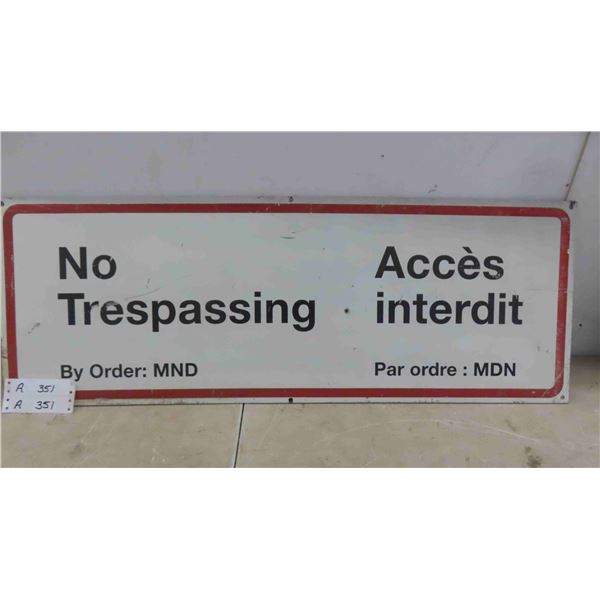 No
Trespassing
By Order: MND
Accès
interdit
Par ordre : MDN
R 351
R 351